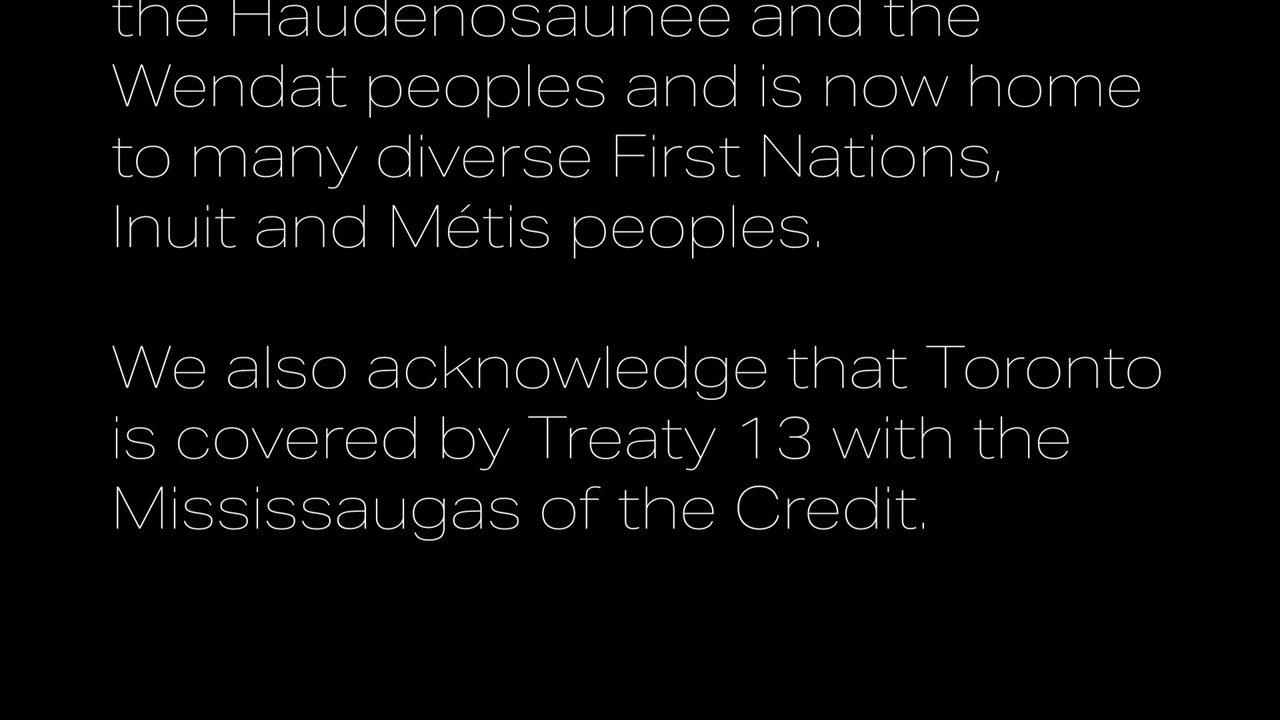 the Haudenosaunee and the
Wendat peoples and is now home
to many diverse First Nations,
Inuit and Métis peoples.
We also acknowledge that Toronto
is covered by Treaty 13 with the
Mississaugas of the Credit.